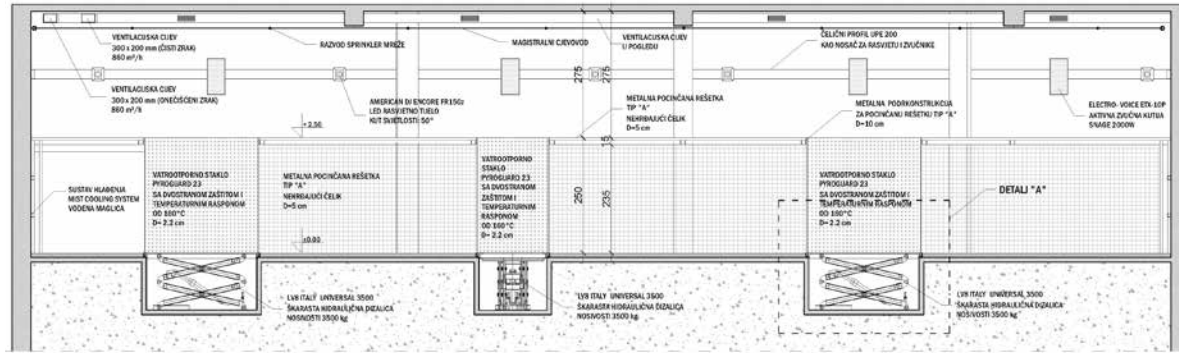 VENTILACIJSKA CIJEV
300 x 200 mm (ČISTI ZRAK)
860 m³/h
RAZVOD SPRINKLER MREŽE
MAGISTRALNI CJEVOVOD
VENTILACIJSKA CIJEV
U POGLEDU
ČELIČNI PROFIL UPE 200
KAO NOSAČ ZA RASVJETU I ZVUČNIKE
275
275
VENTILACIJSKA CIJEV
300 x 200 mm (ONEČIŠĆENI ZRAK)
860 m³/h
AMERICAN DJ ENCORE FR150z
LED RASVJETNO TIJELO
KUT SVJETLOSTI: 50°
METALNA POCINČANA REŠETKA
TIP "A"
NEHRĐAJUĆI ČELIK
D=5 cm
METALNA PODKONSTRUKCIJA
ZA POCINČANU REŠETKU TIP "A"
D=10 cm
ELECTRO- VOICE ETX-10P
AKTIVNA ZVUČNA KUTIJA
SNAGE 2000W
+2.50
15
SUSTAV HLAĐENJA
MIST COOLING SYSTEM
VODENA MAGLICA
VATROOTPORNO STAKLO
PYROGUARD 23
SA DVOSTRANOM ZAŠTITOM I
TEMPERATURNIM RASPONOM
OD 160°C
D= 2.2 cm
METALNA POCINČANA REŠETKA
TIP "A"
NEHRĐAJUĆI ČELIK
D=5 cm
VATROOTPORNO
STAKLO
PYROGUARD 23
SA DVOSTRANOM
ZAŠTITOM I
TEMPERATURNIM
RASPONOM
OD 160°C
D= 2.2 cm
250
235
VATROOTPORNO STAKLO
PYROGUARD 23
SA DVOSTRANOM ZAŠTITOM I
TEMPERATURNIM RASPONOM
OD 160°C
D= 2.2 cm
DETALJ "A"
±0.00
LV8 ITALY UNIVERSAL 3500
ŠKARASTA HIDRAULIČNA DIZALICA
NOSIVOSTI 3500 kg
LV8 ITALY UNIVERSAL 3500
ŠKARASTA HIDRAULIČNA DIZALICA
NOSIVOSTI 3500 kg
LV8 ITALY UNIVERSAL 3500
ŠKARASTA HIDRAULIČNA DIZALICA
NOSIVOSTI 3500 kg